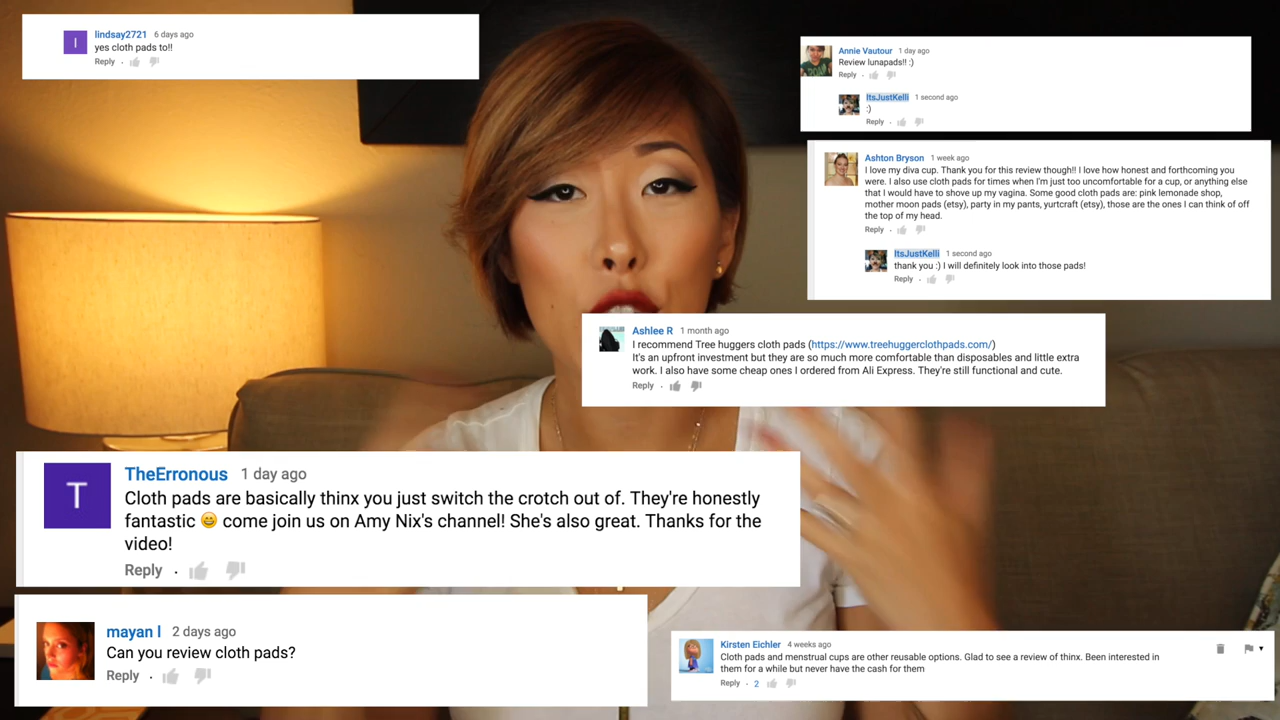 lindsay2721 6 days ago
yes cloth pads to!!
Reply
Annie Vautour 1 day ago
Review lunapads!! :)
Reply
ItsJustKelli 1 second ago
:)
Reply
Ashton Bryson 1 week ago
I love my diva cup. Thank you for this review though!! I love how honest and forthcoming you
were. I also use cloth pads for times when I'm just too uncomfortable for a cup, or anything else
that I would have to shove up my vagina. Some good cloth pads are: pink lemonade shop,
mother moon pads (etsy), party in my pants, yurtcraft (etsy), those are the ones I can think of off
the top of my head.
Reply
ItsJustKelli 1 second ago
thank you :) I will definitely look into those pads!
Reply
Ashlee R 1 month ago
I recommend Tree huggers cloth pads (https://www.treehuggerclothpads.com/)
It's an upfront investment but they are so much more comfortable than disposables and little extra
work. I also have some cheap ones I ordered from Ali Express. They're still functional and cute.
Reply
T
TheErronous 1 day ago
Cloth pads are basically thinx you just switch the crotch out of. They're honestly
fantastic 😄 come join us on Amy Nix's channel! She's also great. Thanks for the
video!
Reply
mayan l 2 days ago
Can you review cloth pads?
Reply
Kirsten Eichler 4 weeks ago
Cloth pads and menstrual cups are other reusable options. Glad to see a review of thinx. Been interested in
them for a while but never have the cash for them
Reply 2